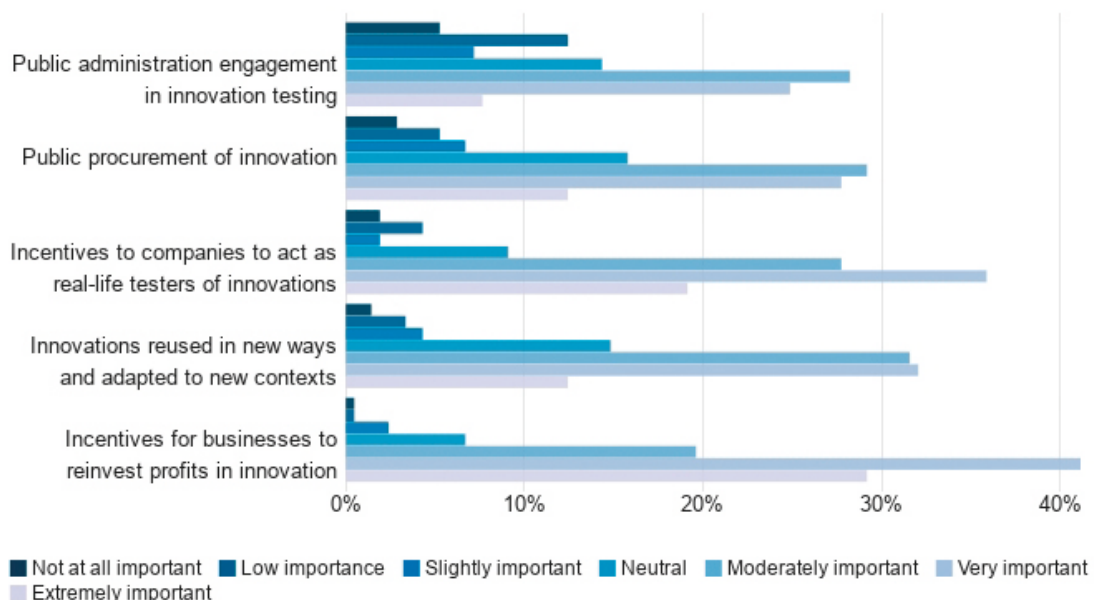 Public administration engagement
in innovation testing
Public procurement of innovation
Incentives to companies to act as
real-life testers of innovations
Innovations reused in new ways
and adapted to new contexts
Incentives for businesses to
reinvest profits in innovation
0% 10% 20% 30% 40%
Not at all important Low importance Slightly important Neutral Moderately important Very important
Extremely important